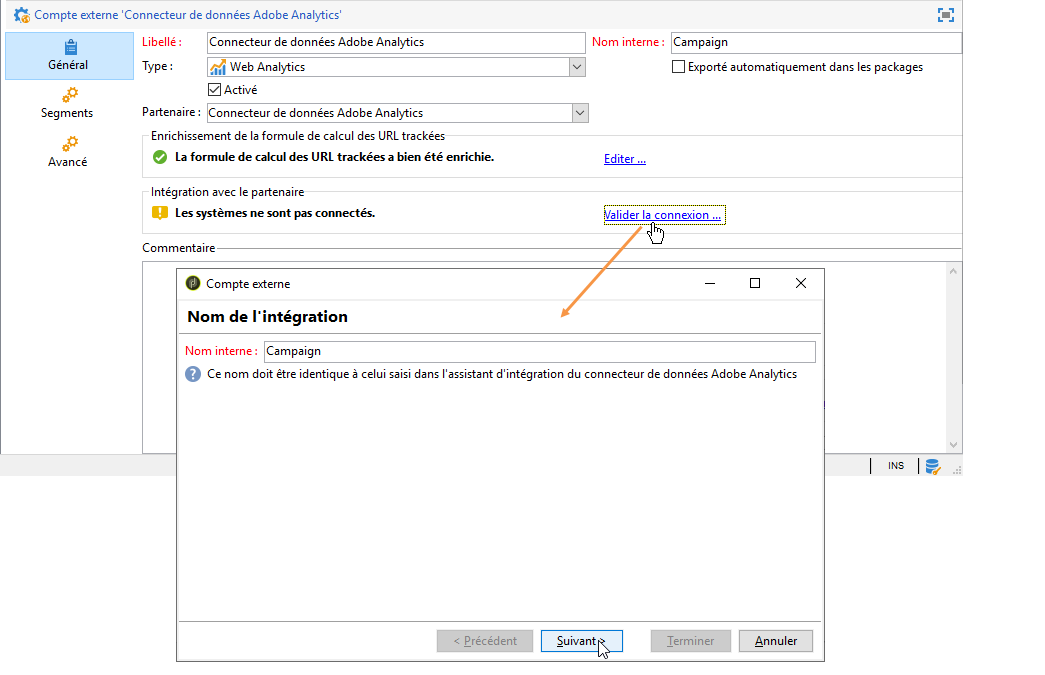 Compte externe 'Connecteur de données Adobe Analytics'
Général
Segments
Avancé
Libellé : Connecteur de données Adobe Analytics Nom interne : Campaign
Type : Web Analytics Exporté automatiquement dans les packages
Activé
Partenaire : Connecteur de données Adobe Analytics
Enrichissement de la formule de calcul des URL trackées
La formule de calcul des URL trackées a bien été enrichie. Editer ...
Intégration avec le partenaire
Les systèmes ne sont pas connectés. Valider la connexion ...
Commentaire
Compte externe
Nom de l'intégration
Nom interne : Campaign
Ce nom doit être identique à celui saisi dans l'assistant d'intégration du connecteur de données Adobe Analytics
INS
< Précédent Suivant > Terminer Annuler